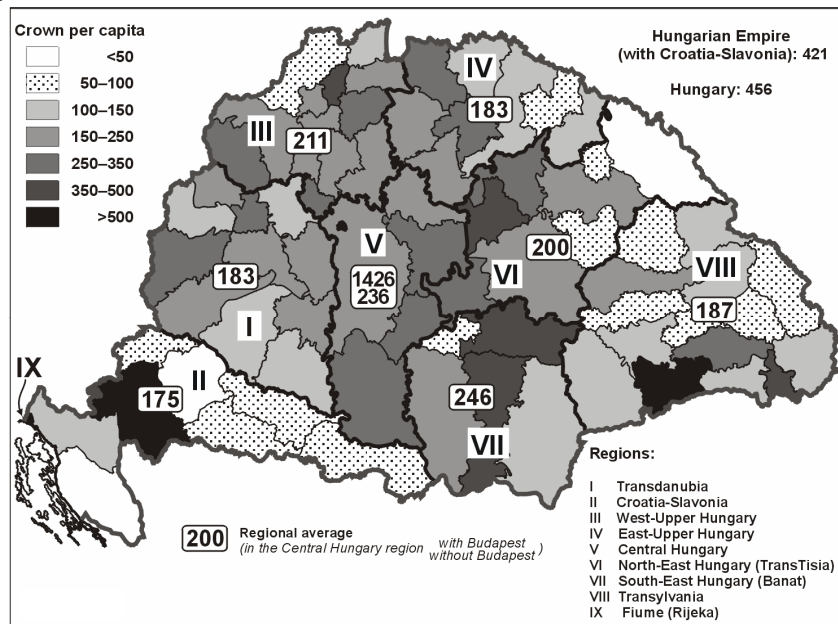 Crown per capita
<50
50–100
100–150
150–250
250–350
350–500
>500
Hungarian Empire
(with Croatia-Slavonia): 421
Hungary: 456
IV
183
III
211
V
1426
236
200
VI
VIII
187
183
I
IX
II
175
246
VII
200
Regional average
(in the Central Hungary region with Budapest
without Budapest)
Regions:
I Transdanubia
II Croatia-Slavonia
III West-Upper Hungary
IV East-Upper Hungary
V Central Hungary
VI North-East Hungary (TransTisia)
VII South-East Hungary (Banat)
VIII Transylvania
IX Fiume (Rijeka)